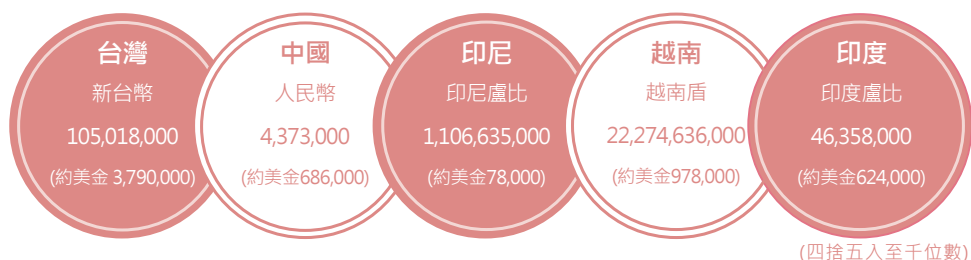 台灣
新台幣
105,018,000
(約美金 3,790,000)
中國
人民幣
4,373,000
(約美金686,000)
印尼
印尼盧比
1,106,635,000
(約美金78,000)
越南
越南盾
22,274,636,000
(約美金978,000)
印度
印度盧比
46,358,000
(約美金624,000)
(四捨五入至千位數)